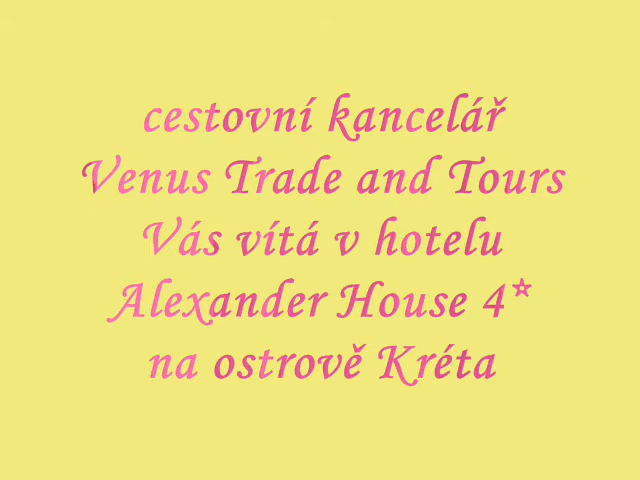 cestovní kancelář
Venus Trade and Tours
Vás vítá v hotelu
Alexander House 4*
na ostrově Kréta